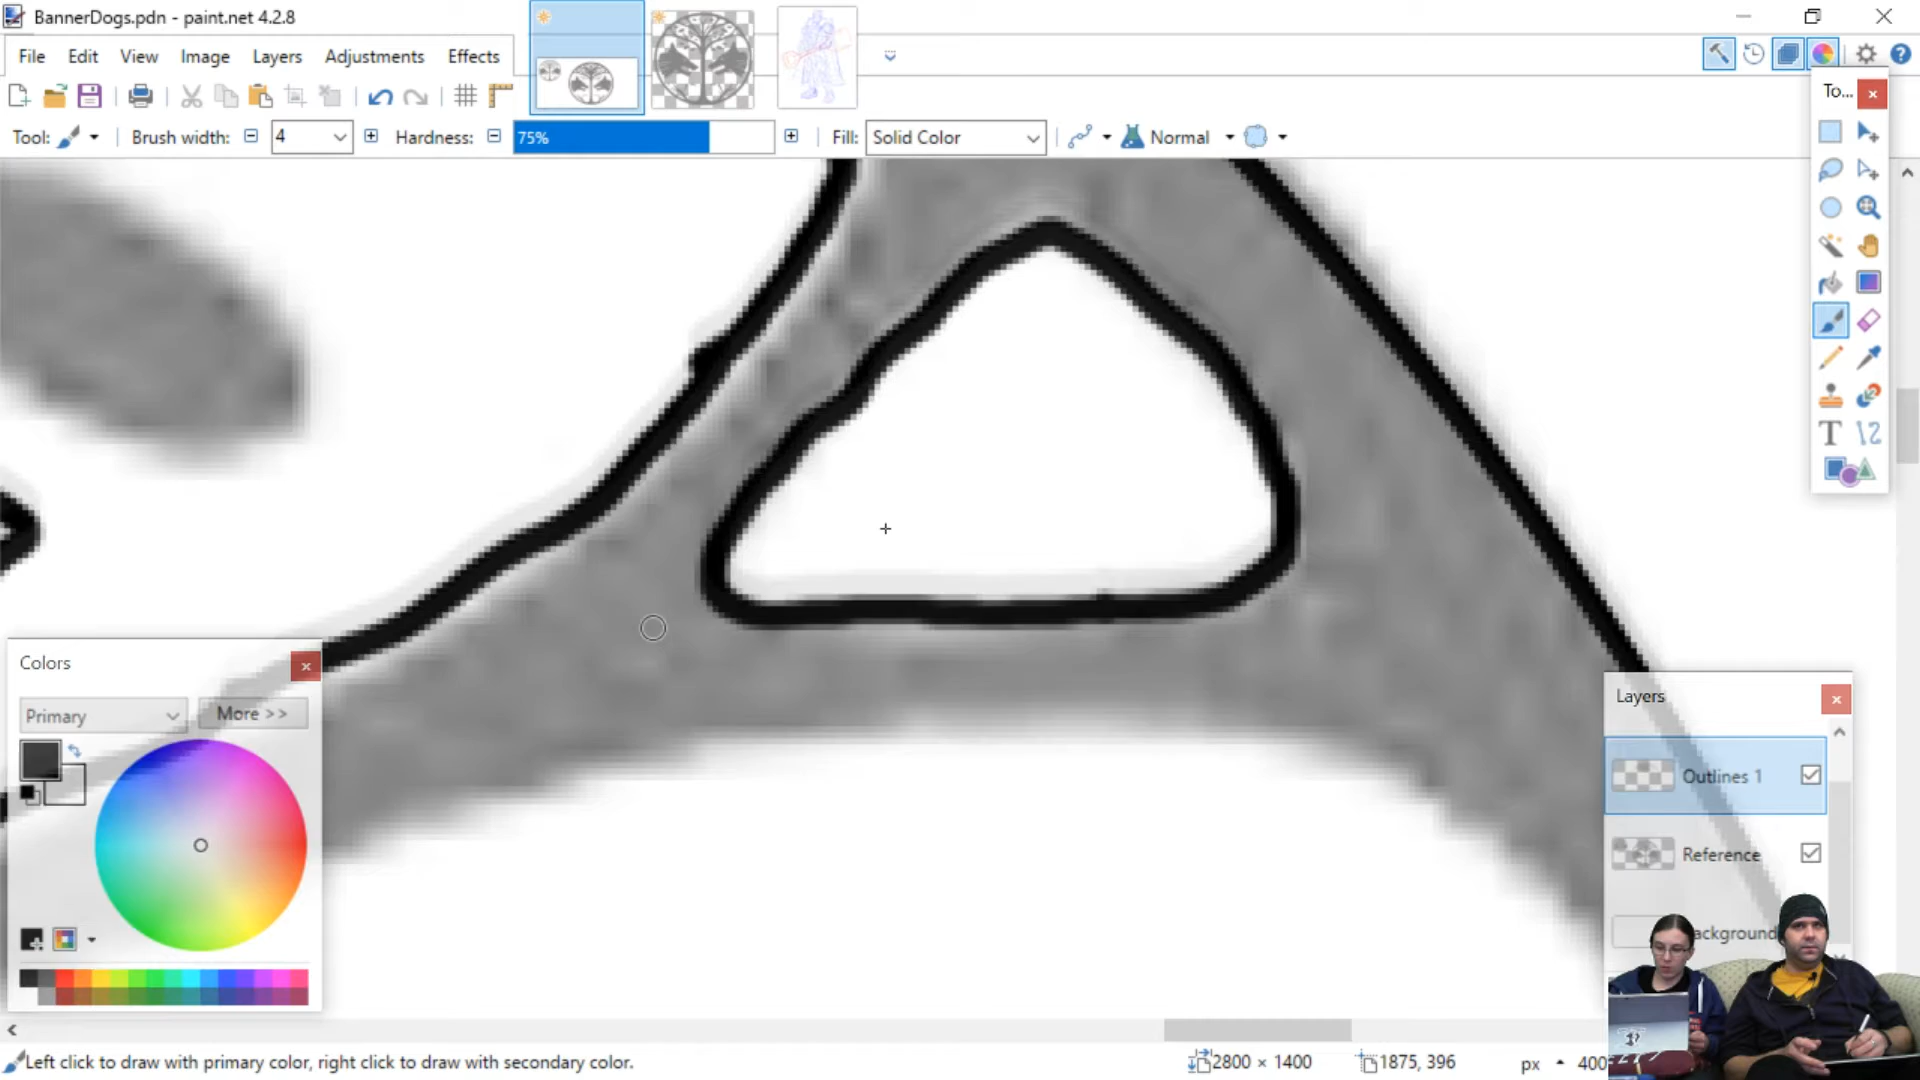 BannerDogs.pdn - paint.net 4.2.8
File Edit View Image Layers Adjustments Effects
Tool: Brush width: 4 Hardness: 75% Fill: Solid Color Normal
To...
Colors
Primary More >>
Layers
Outlines 1
Reference
ackground
Left click to draw with primary color, right click to draw with secondary color. 2800 × 1400 1875, 396 px 400